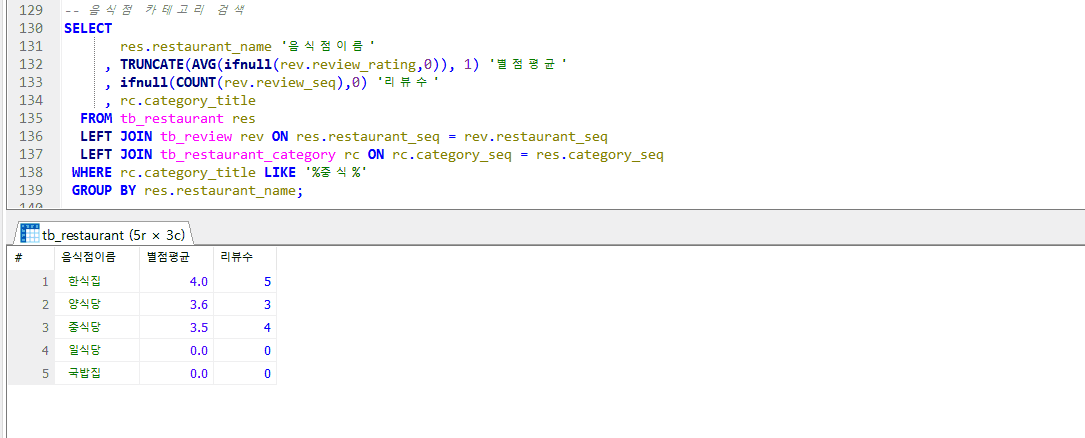 129 -- 음식점 카테고리 검색
130 SELECT
131 res.restaurant_name '음식점이름'
132 , TRUNCATE(AVG(ifnull(rev.review_rating,0)), 1) '별점평균'
133 , ifnull(COUNT(rev.review_seq),0) '리뷰수'
134 , rc.category_title
135 FROM tb_restaurant res
136 LEFT JOIN tb_review rev ON res.restaurant_seq = rev.restaurant_seq
137 LEFT JOIN tb_restaurant_category rc ON rc.category_seq = res.category_seq
138 WHERE rc.category_title LIKE '%중식%'
139 GROUP BY res.restaurant_name;
140
tb_restaurant (5r × 3c)
# 음식점이름 별점평균 리뷰수
1 한식집 4.0 5
2 양식당 3.6 3
3 중식당 3.5 4
4 일식당 0.0 0
5 국밥집 0.0 0